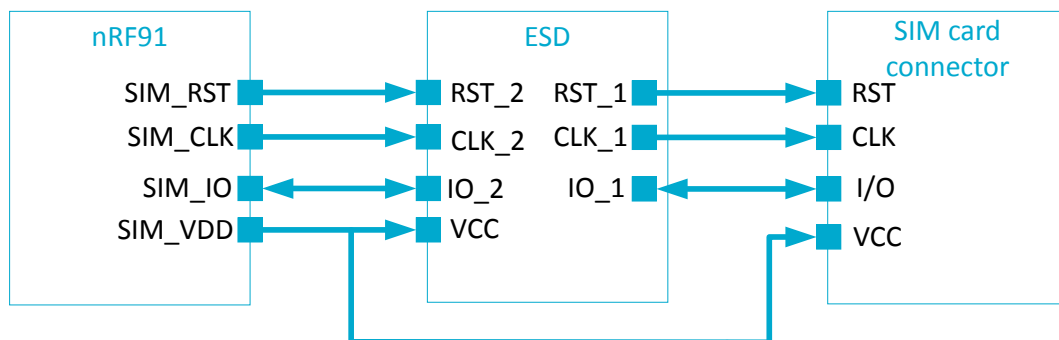 nRF91
SIM_RST
SIM_CLK
SIM_IO
SIM_VDD
ESD
RST_2
CLK_2
IO_2
VCC
RST_1
CLK_1
IO_1
SIM card
connector
RST
CLK
I/O
VCC